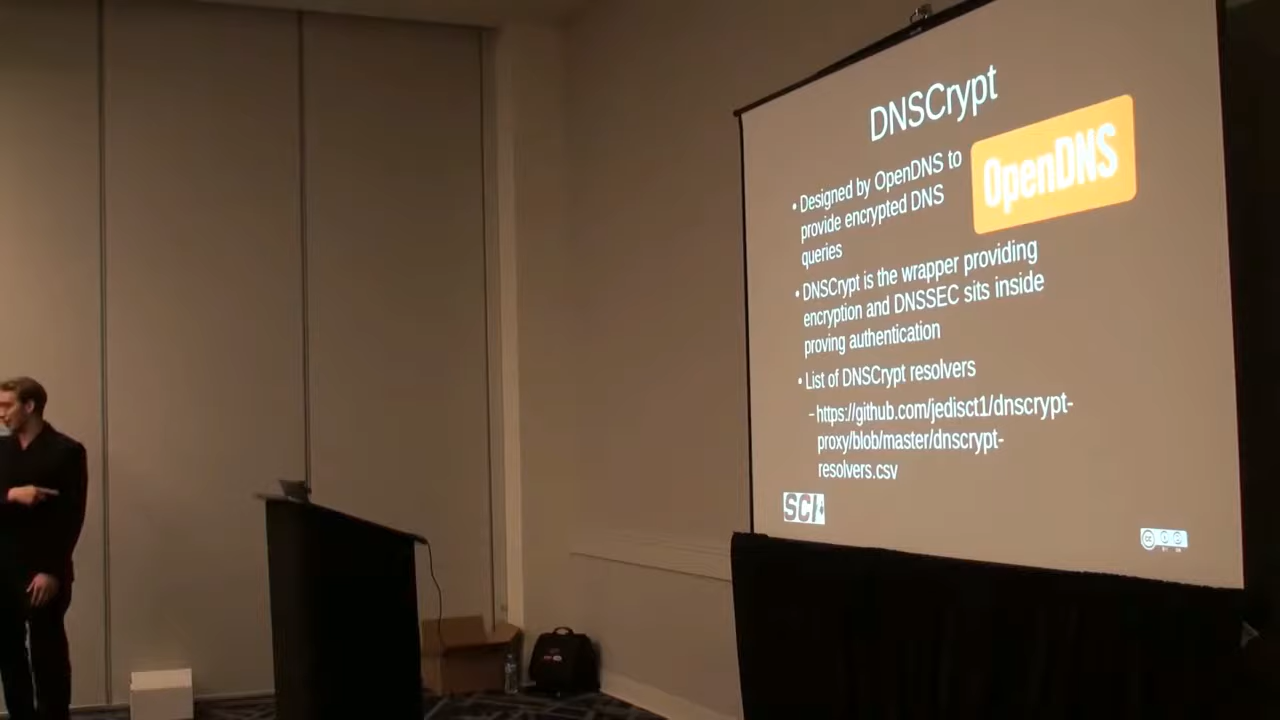 DNSCrypt
• Designed by OpenDNS to
provide encrypted DNS
queries
OpenDNS
• DNSCrypt is the wrapper providing
encryption and DNSSEC sits inside
proving authentication
• List of DNSCrypt resolvers
–https://github.com/jedisct1/dnscrypt-
proxy/blob/master/dnscrypt-
resolvers.csv
cc